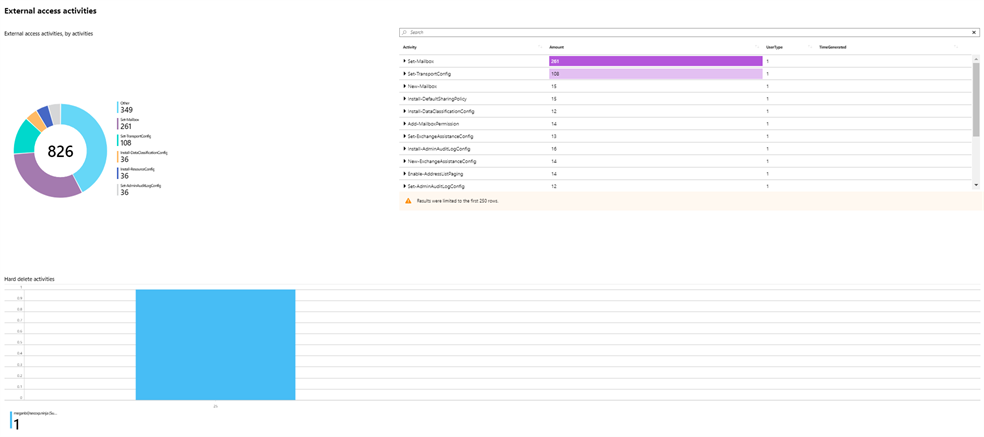 External access activities
External access activities, by activities
Search
Activity Amount UserType TimeGenerated
Set-Mailbox 261 1
Set-TransportConfig 108 1
New-Mailbox 15 1
Install-DefaultSharingPolicy 15 1
Install-DataClassificationConfig 12 1
Add-MailboxPermission 14 1
Set-ExchangeAssistanceConfig 13 1
Install-AdminAuditLogConfig 16 1
New-ExchangeAssistanceConfig 14 1
Enable-AddressListPaging 14 1
Set-AdminAuditLogConfig 12 1
Results were limited to the first 250 rows.
826
Other
349
Set-Mailbox
261
Set-TransportConfig
108
Install-DataClassificationConfig
36
Install-ResourceConfig
36
Set-AdminAuditLogConfig
36
Hard delete activities
1
0.9
0.8
0.7
0.6
0.5
0.4
0.3
0.2
0.1
0
1